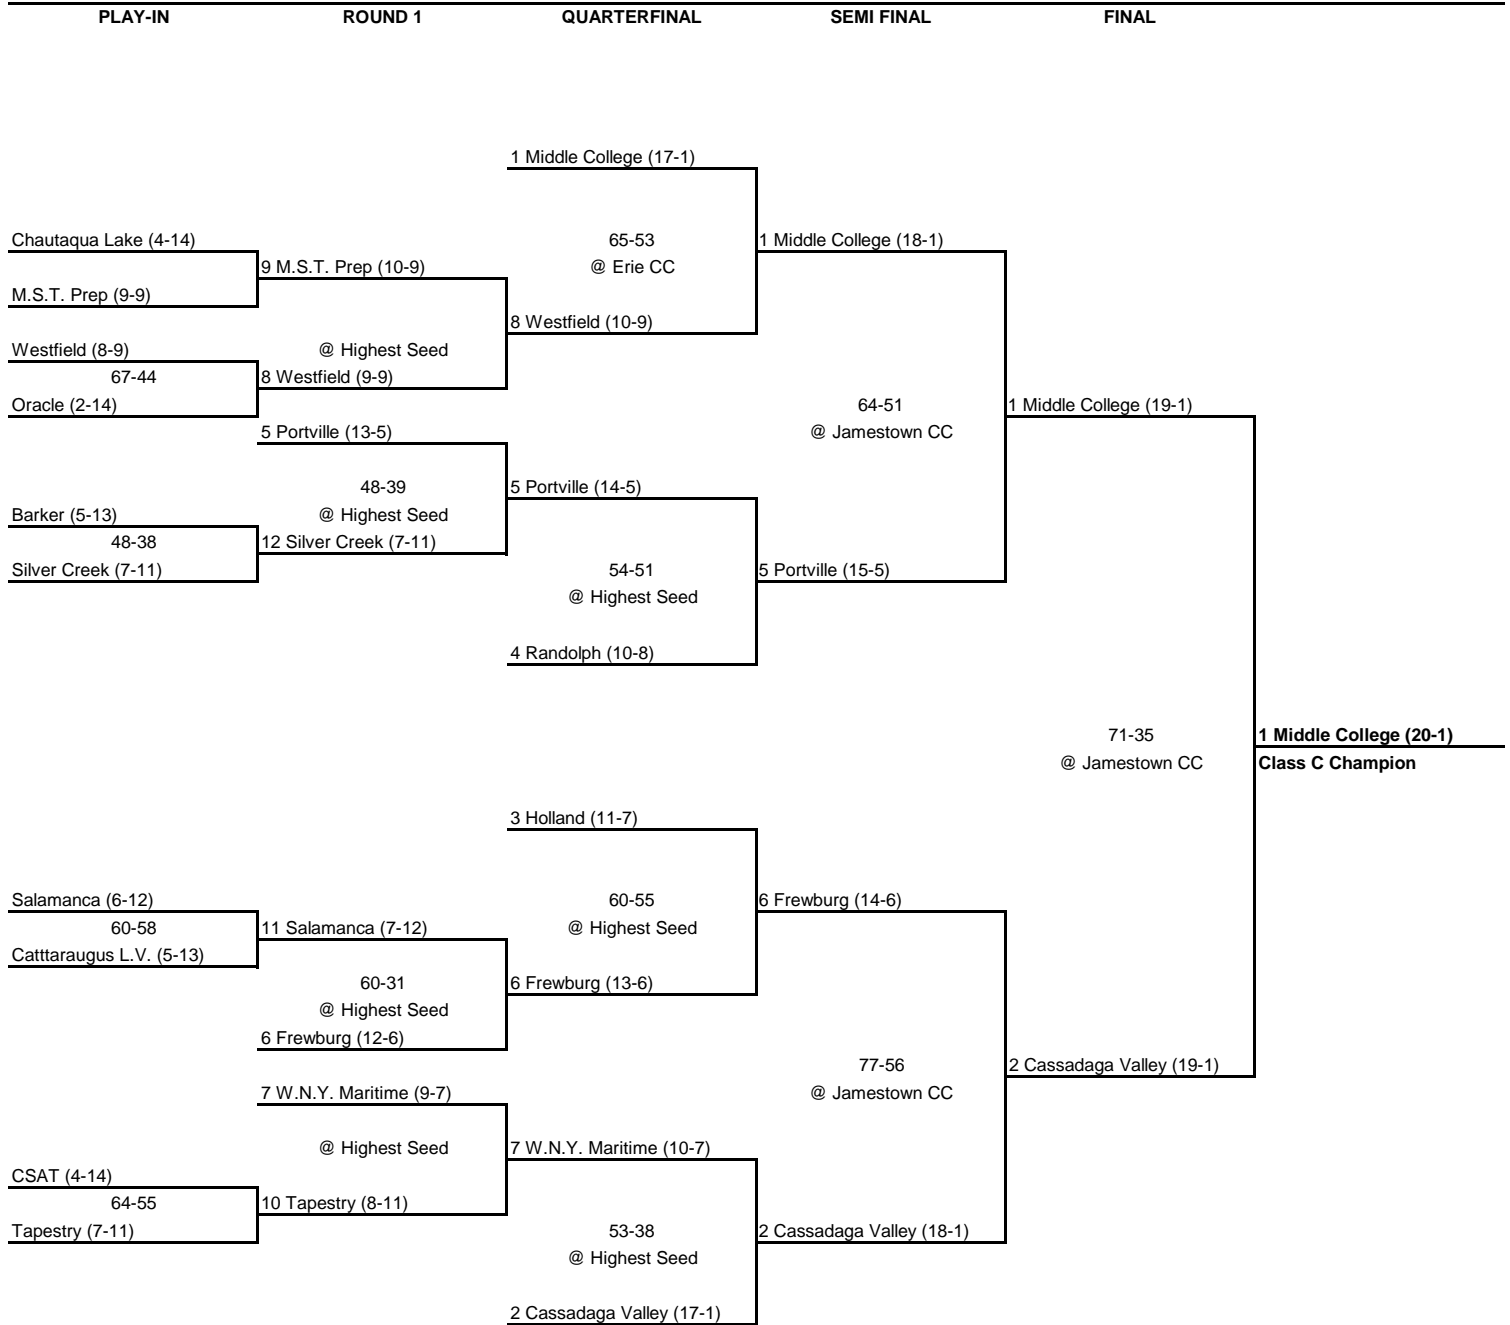 PLAY-IN ROUND 1 QUARTERFINAL SEMI FINAL FINAL
1 Middle College (17-1)
Chautaqua Lake (4-14) 65-53 1 Middle College (18-1)
9 M.S.T. Prep (10-9) @ Erie CC
M.S.T. Prep (9-9)
8 Westfield (10-9)
Westfield (8-9) @ Highest Seed
67-44 8 Westfield (9-9)
Oracle (2-14) 64-51 1 Middle College (19-1)
5 Portville (13-5) @ Jamestown CC
48-39 5 Portville (14-5)
Barker (5-13) @ Highest Seed
48-38 12 Silver Creek (7-11)
Silver Creek (7-11) 54-51 5 Portville (15-5)
@ Highest Seed
4 Randolph (10-8)
71-35 1 Middle College (20-1)
@ Jamestown CC Class C Champion
3 Holland (11-7)
Salamanca (6-12) 60-55 6 Frewburg (14-6)
60-58 11 Salamanca (7-12) @ Highest Seed
Catttaraugus L.V. (5-13)
60-31 6 Frewburg (13-6)
@ Highest Seed
6 Frewburg (12-6)
77-56 2 Cassadaga Valley (19-1)
7 W.N.Y. Maritime (9-7) @ Jamestown CC
@ Highest Seed 7 W.N.Y. Maritime (10-7)
CSAT (4-14)
64-55 10 Tapestry (8-11)
Tapestry (7-11) 53-38 2 Cassadaga Valley (18-1)
@ Highest Seed
2 Cassadaga Valley (17-1)